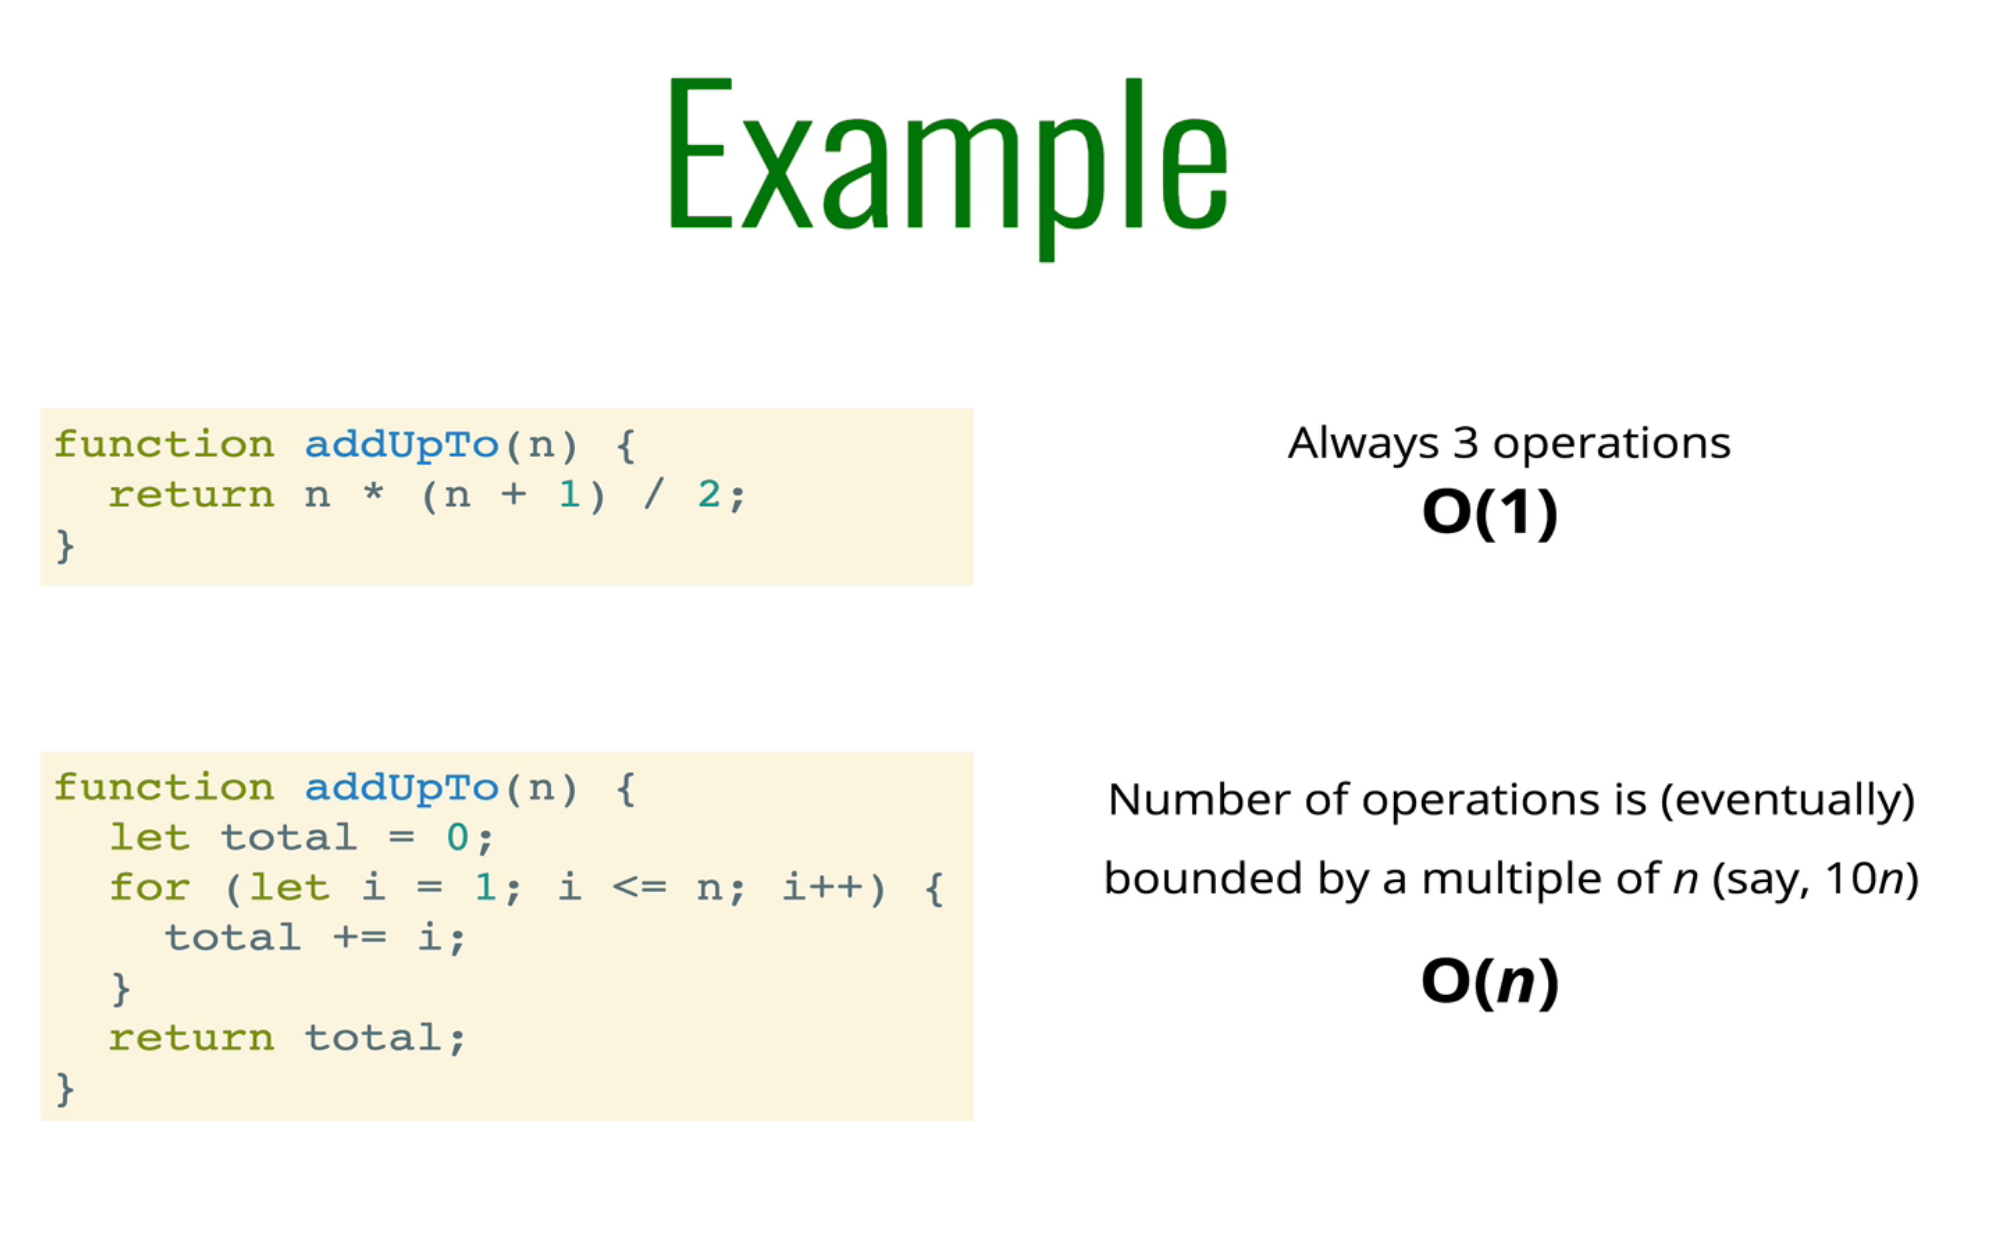 Example
function addUpTo(n) {
  return n * (n + 1) / 2;
}
Always 3 operations
O(1)
function addUpTo(n) {
  let total = 0;
  for (let i = 1; i <= n; i++) {
    total += i;
  }
  return total;
}
Number of operations is (eventually)
bounded by a multiple of n (say, 10n)
O(n)